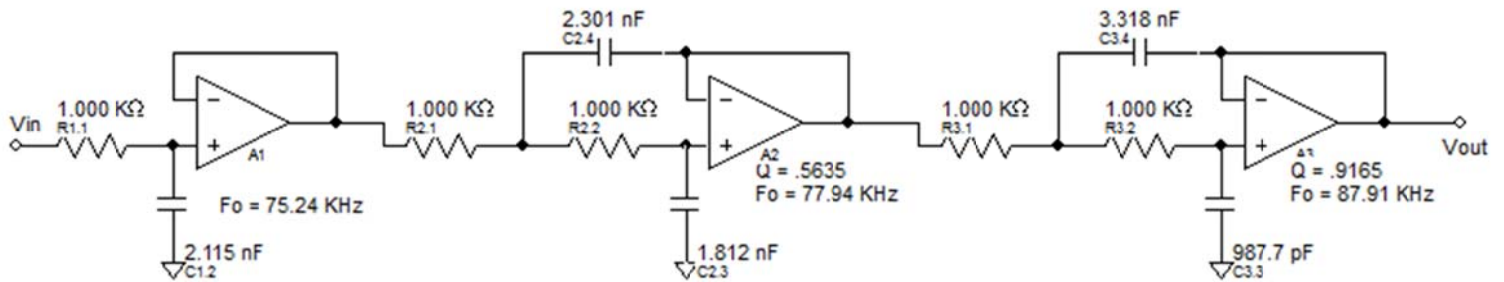 2.301 nF
C2.4
3.318 nF
C3.4
1.000 KΩ
R1.1
1.000 KΩ
R2.1
1.000 KΩ
R2.2
1.000 KΩ
R3.1
1.000 KΩ
R3.2
Vin
−
+
A1
−
+
A2
−
+
A3
Vout
Fo = 75.24 KHz
Q = .5635
Fo = 77.94 KHz
Q = .9165
Fo = 87.91 KHz
2.115 nF
C1.2
1.812 nF
C2.3
987.7 pF
C3.3